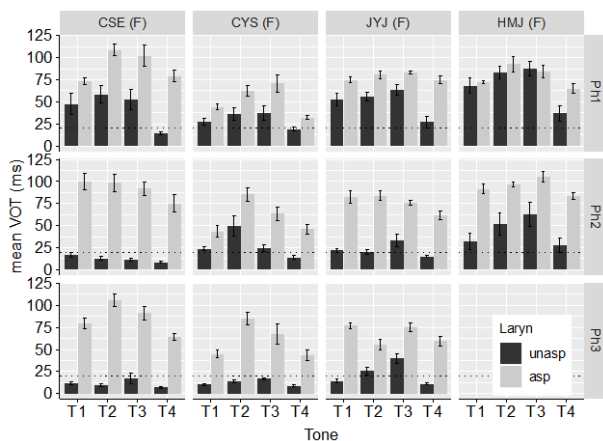 CSE (F) CYS (F) JYJ (F) HMJ (F)
125
100
75
50
25
0
Ph1
125
100
75
50
25
0
Ph2
125
100
75
50
25
0
Ph3
mean VOT (ms)
Laryn
unasp
asp
T1 T2 T3 T4 T1 T2 T3 T4 T1 T2 T3 T4 T1 T2 T3 T4
Tone